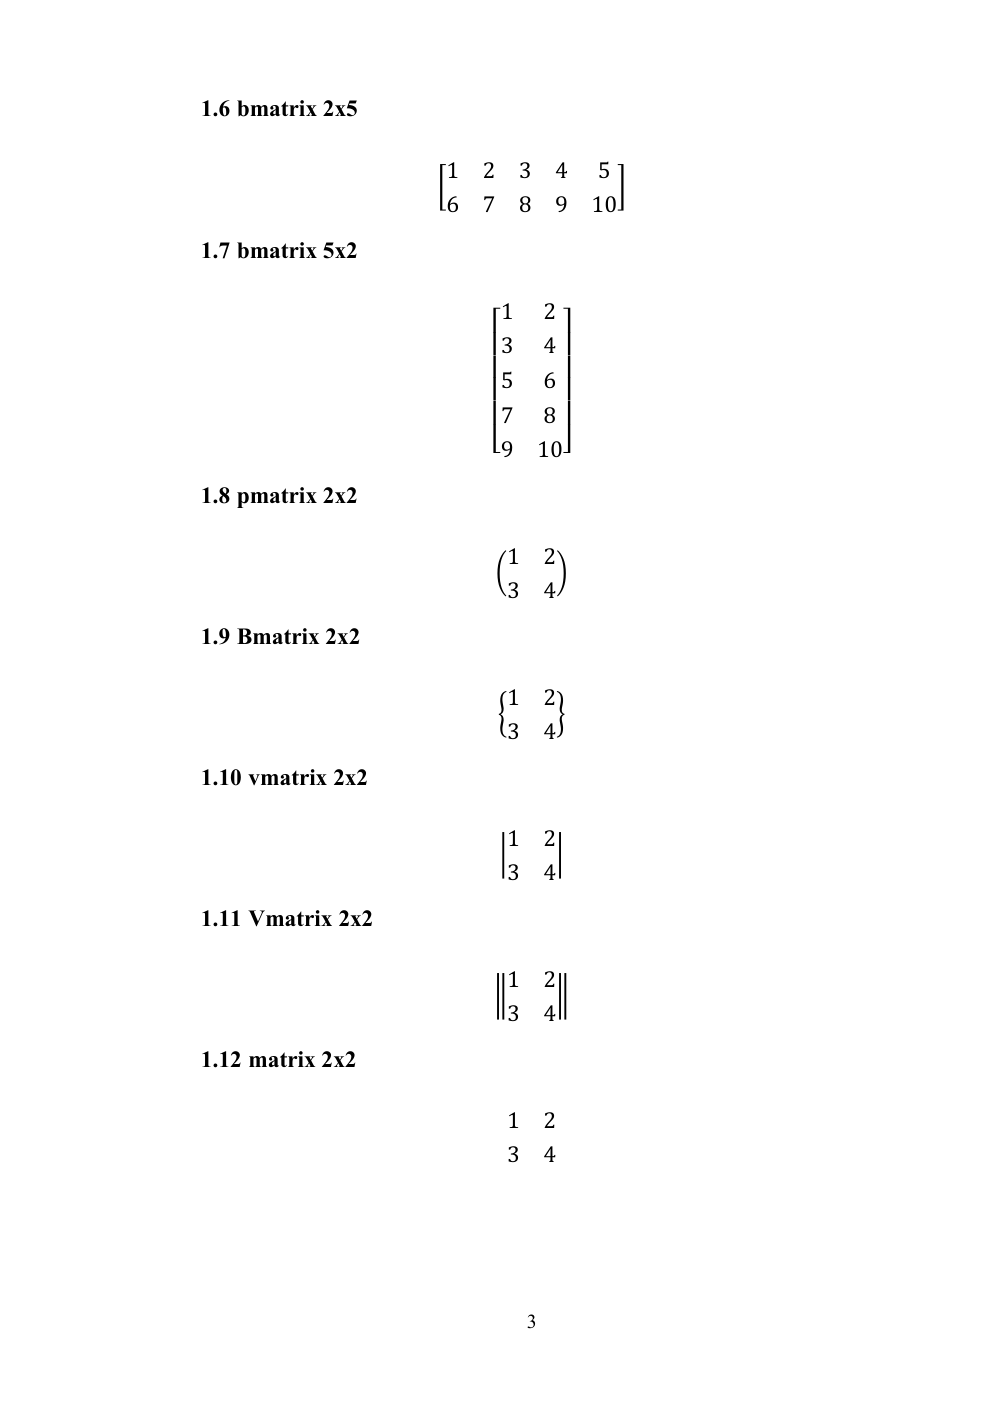 1.6 bmatrix 2x5
[1 2 3 4 5
6 7 8 9 10]
1.7 bmatrix 5x2
[1 2
3 4
5 6
7 8
9 10]
1.8 pmatrix 2x2
(1 2
3 4)
1.9 Bmatrix 2x2
{1 2
3 4}
1.10 vmatrix 2x2
|1 2
3 4|
1.11 Vmatrix 2x2
‖1 2
3 4‖
1.12 matrix 2x2
1 2
3 4
3